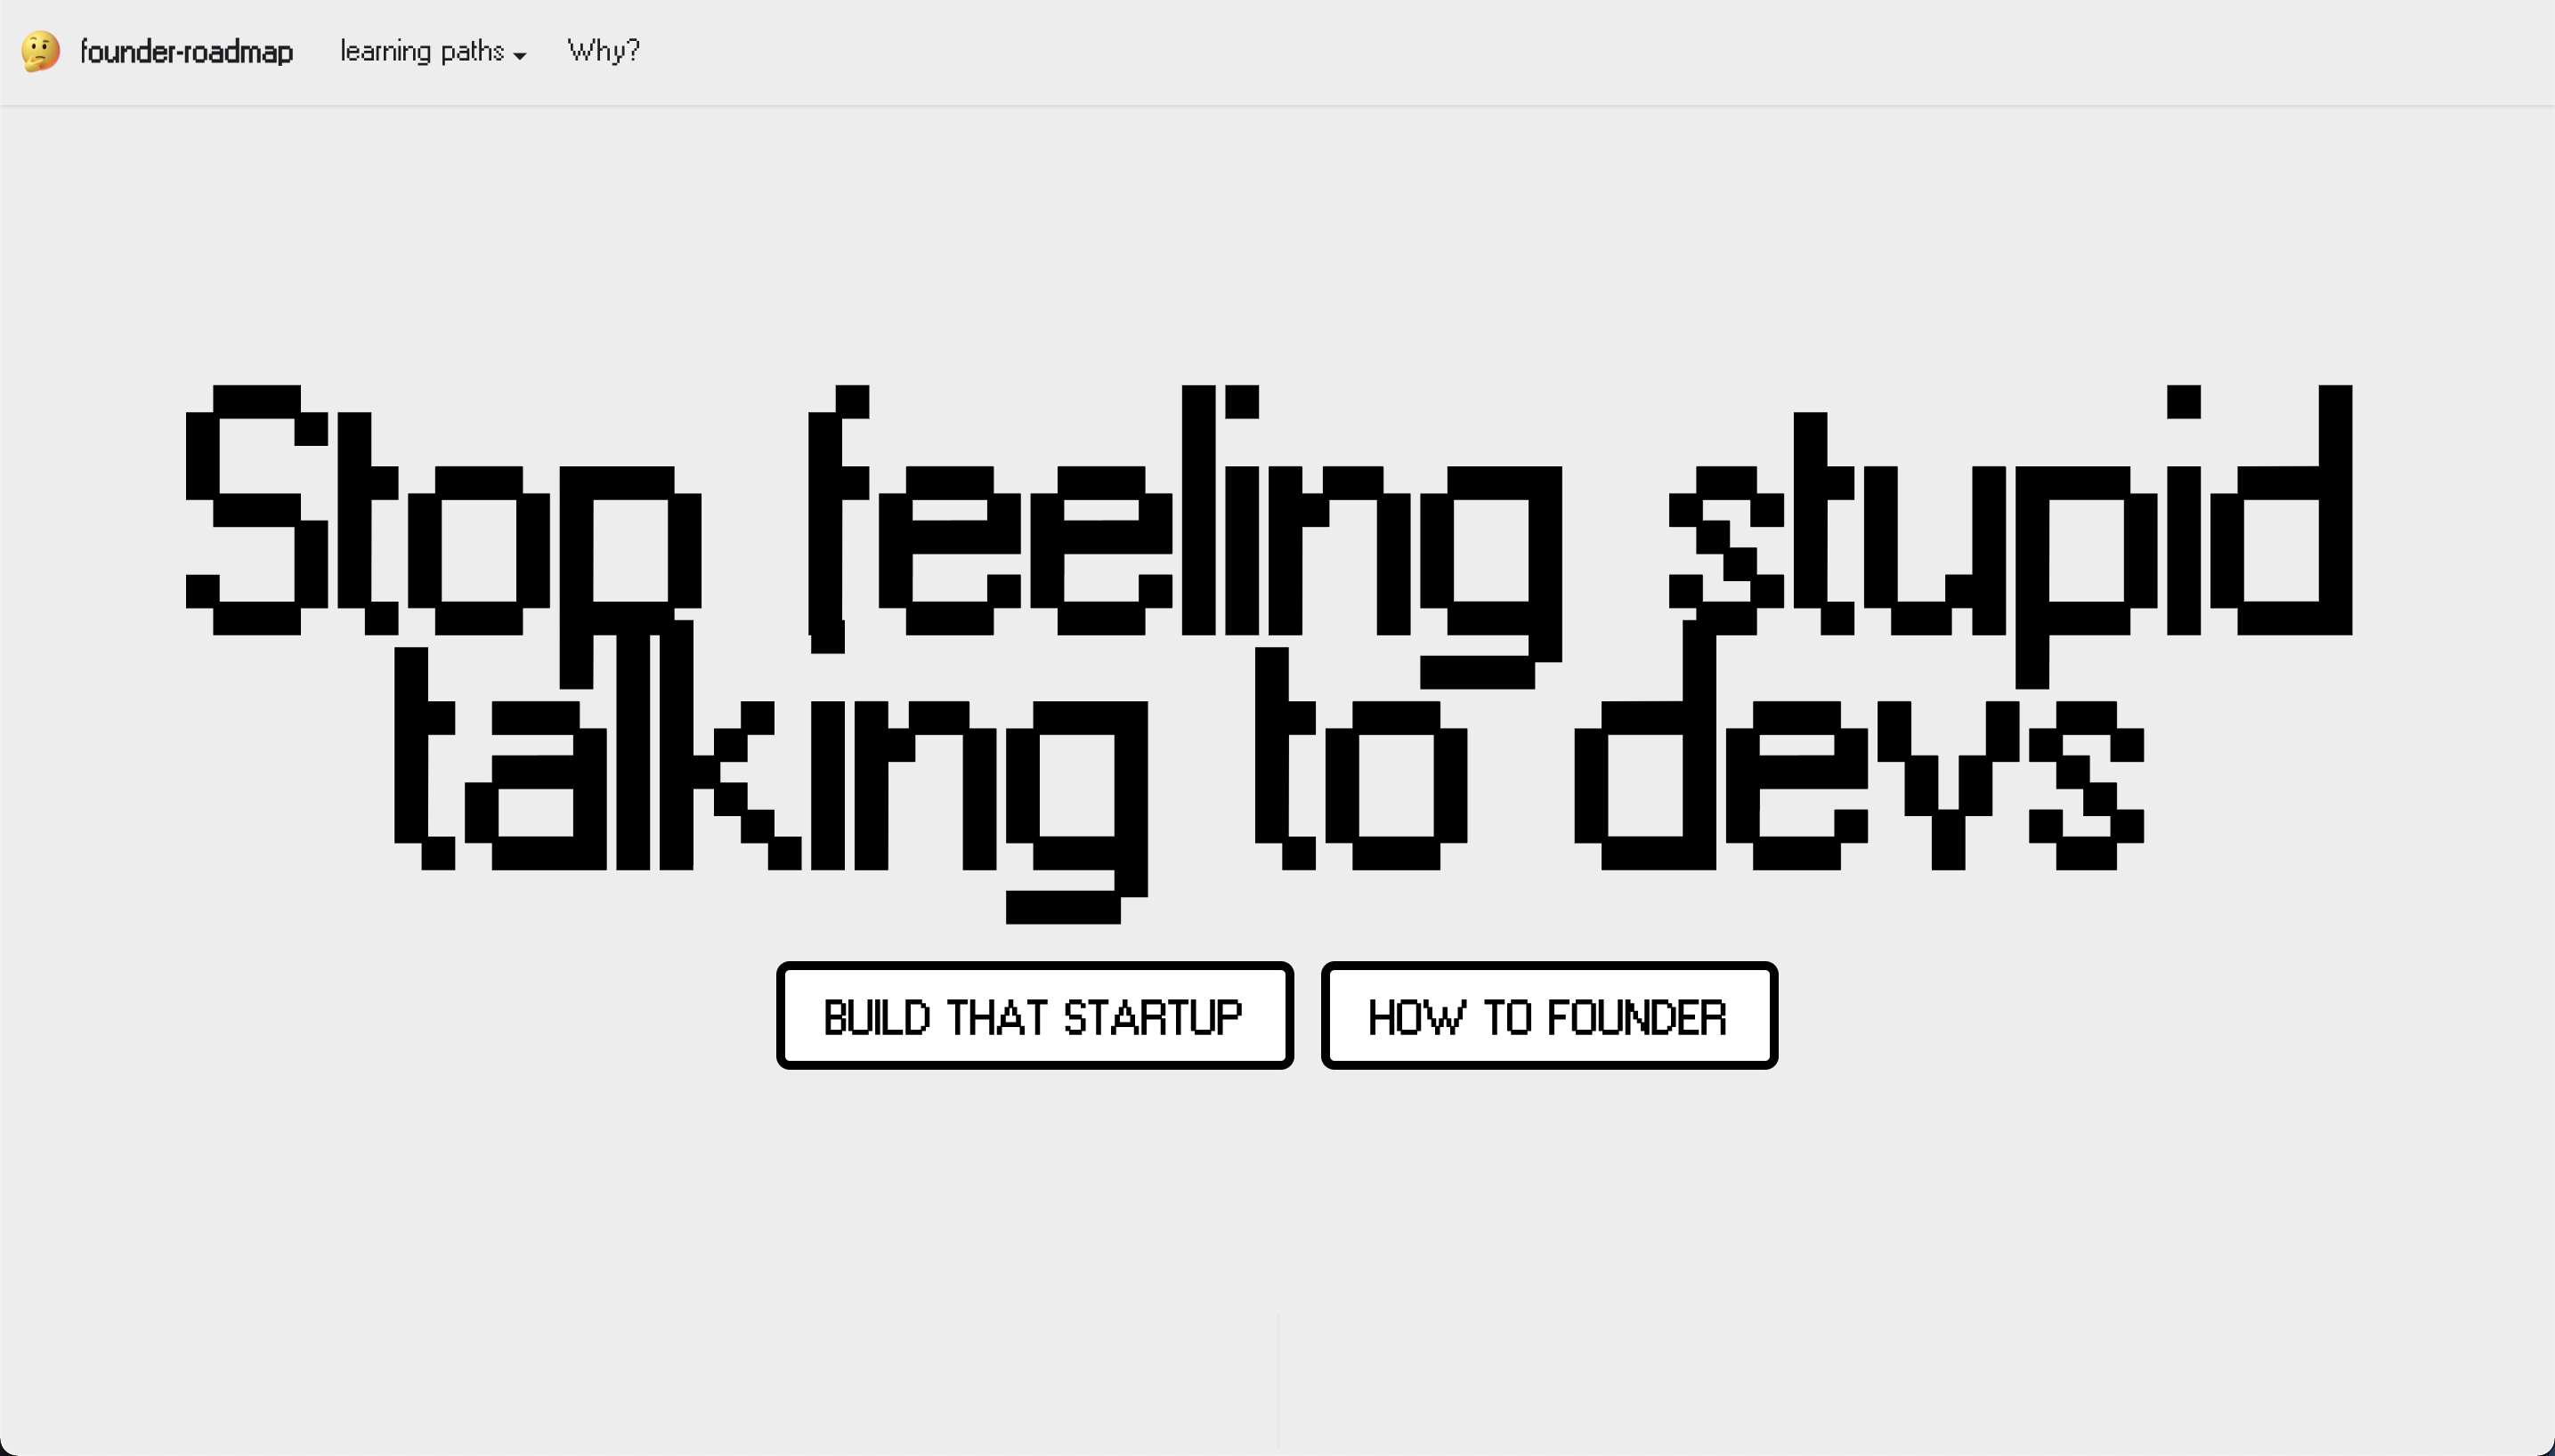 founder-roadmap learning paths Why?
Stop feeling stupid
talking to devs
BUILD THAT STARTUP HOW TO FOUNDER